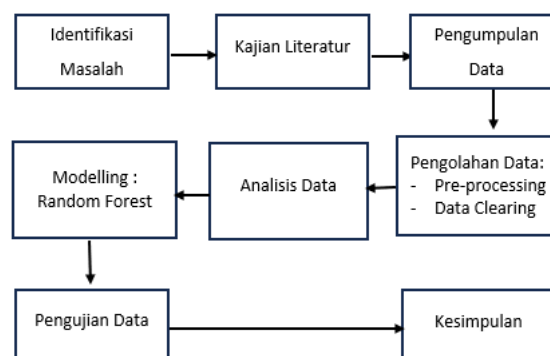 Identifikasi
Masalah
Kajian Literatur
Pengumpulan
Data
Pengolahan Data:
- Pre-processing
- Data Clearing
Analisis Data
Modelling :
Random Forest
Pengujian Data
Kesimpulan